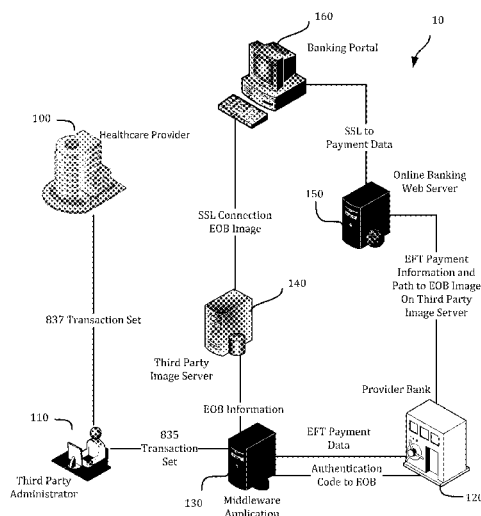 160
Banking Portal
10
100
Healthcare Provider
SSL to
Payment Data
Online Banking
Web Server
150
SSL Connection
EOB Image
EFT Payment
Information and
Path to EOB Image
On Third Party
Image Server
140
837 Transaction Set
Third Party
Image Server
Provider Bank
110
EOB Information
835
Transaction
Set
EFT Payment
Data
Third Party
Administrator
Authentication
Code to EOB
130
Middleware
Application
120